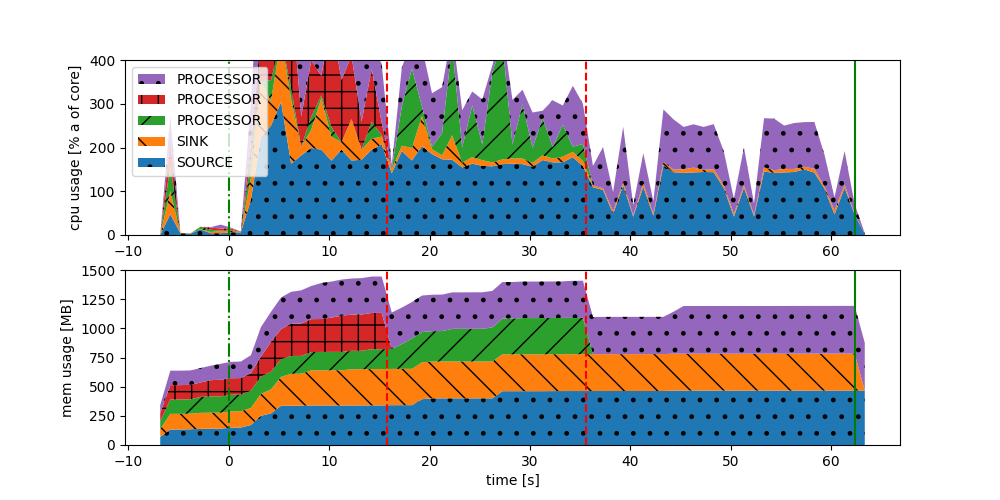 cpu usage [% a of core]
400
300
200
100
0
PROCESSOR
PROCESSOR
PROCESSOR
SINK
SOURCE
−10 0 10 20 30 40 50 60
mem usage [MB]
1500
1250
1000
750
500
250
0
−10 0 10 20 30 40 50 60
time [s]